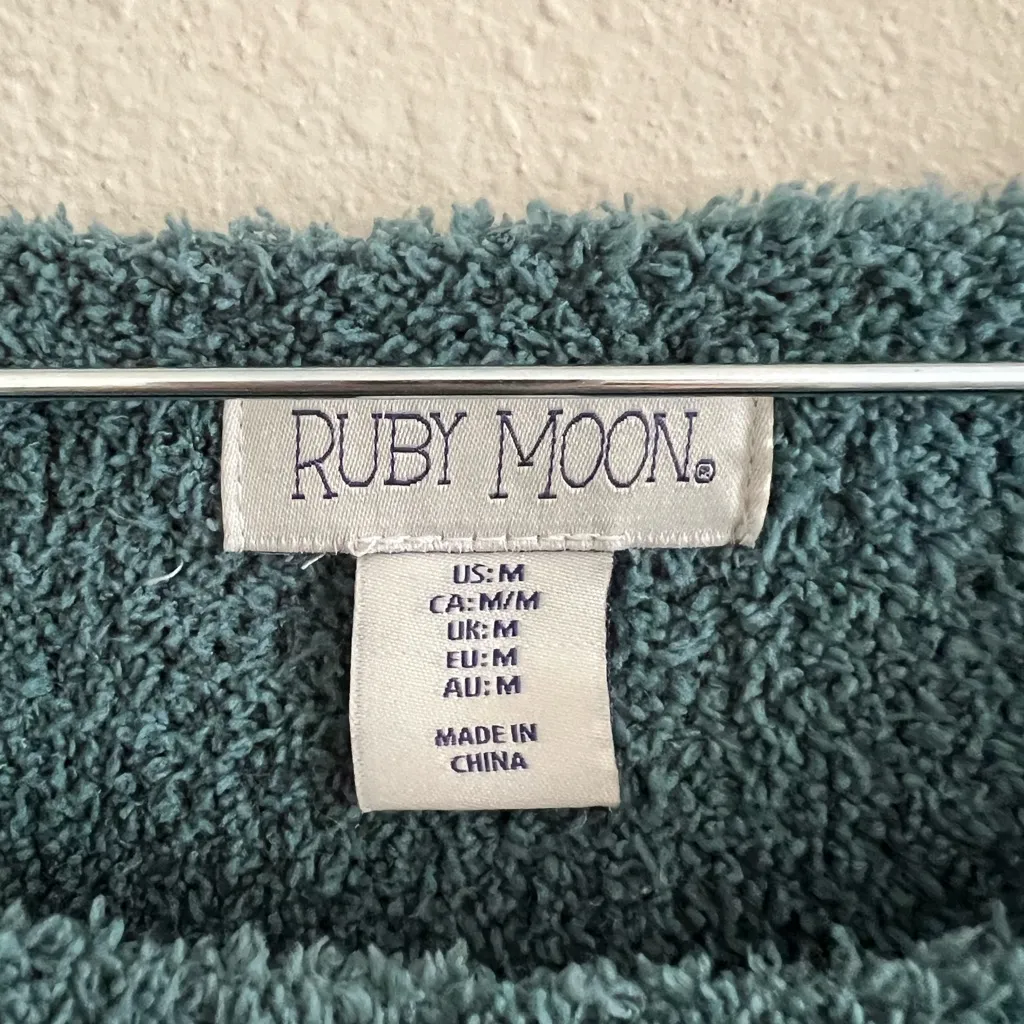 RUBY MOON®
US: M
CA: M/M
UK: M
EU: M
AU: M
MADE IN
CHINA